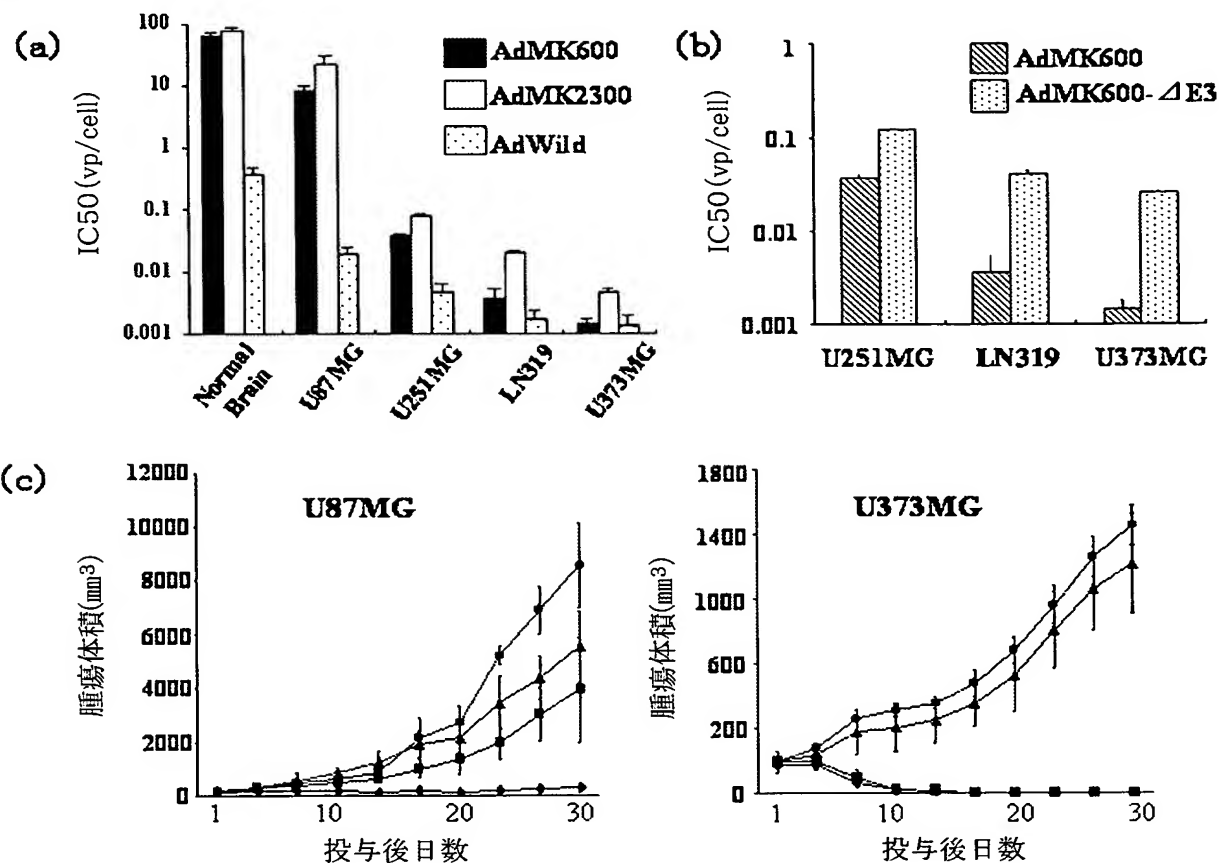 (a)
100
10
1
0.1
0.01
0.001
IC50(vp/cell)
AdMK600
AdMK2300
AdWild
Normal
Brain
U87MG
U251MG
LN319
U373MG
(b)
1
0.1
0.01
0.001
IC50(vp/cell)
AdMK600
AdMK600-⊿E3
U251MG LN319 U373MG
(c)
12000
10000
8000
6000
4000
2000
0
腫瘍体積(mm³)
U87MG
1 10 20 30
投与後日数
1800
1400
1000
600
200
0
腫瘍体積(mm³)
U373MG
1 10 20 30
投与後日数